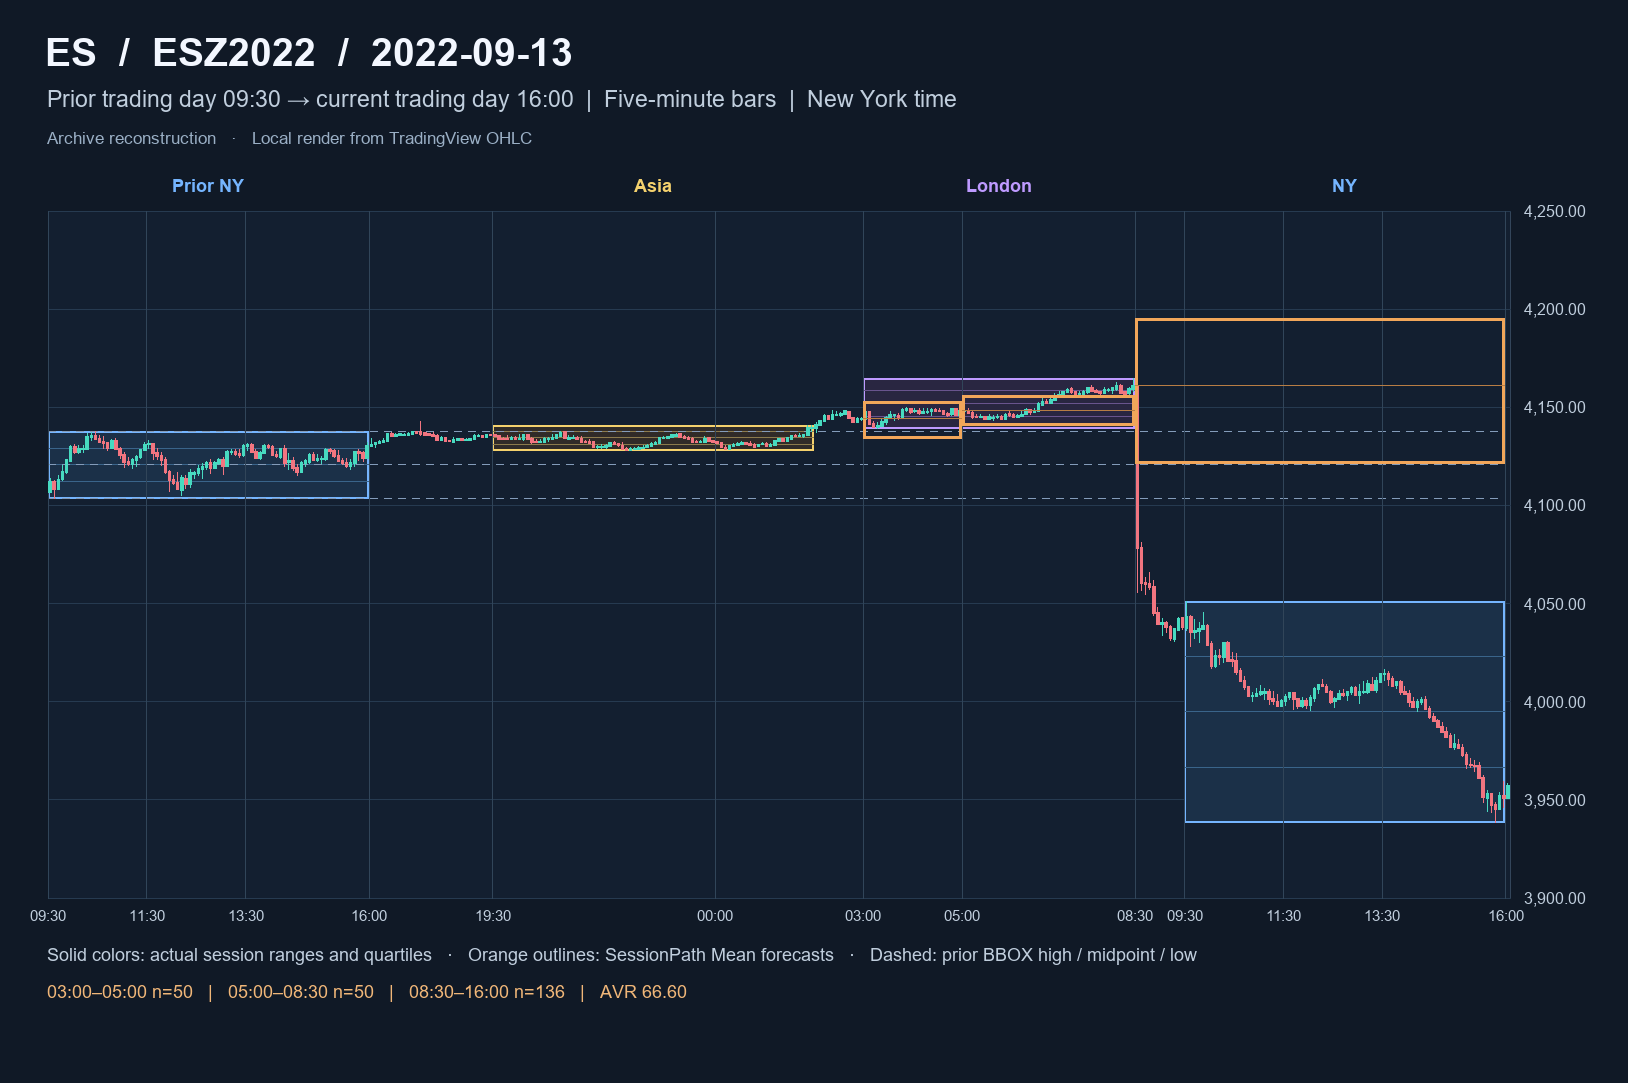 ES / ESZ2022 / 2022-09-13
Prior trading day 09:30 → current trading day 16:00 | Five-minute bars | New York time
Archive reconstruction · Local render from TradingView OHLC
Prior NY Asia London NY
4,250.00
4,200.00
4,150.00
4,100.00
4,050.00
4,000.00
3,950.00
3,900.00
09:30 11:30 13:30 16:00 19:30 00:00 03:00 05:00 08:30 09:30 11:30 13:30 16:00
Solid colors: actual session ranges and quartiles · Orange outlines: SessionPath Mean forecasts · Dashed: prior BBOX high / midpoint / low
03:00–05:00 n=50 | 05:00–08:30 n=50 | 08:30–16:00 n=136 | AVR 66.60